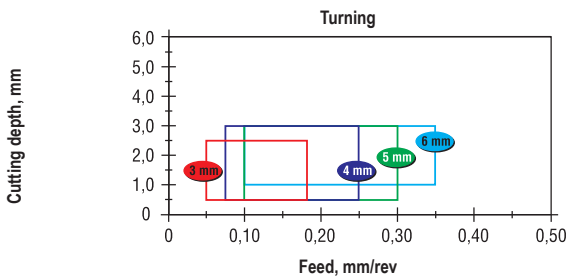 Turning
Cutting depth, mm
6,0
5,0
4,0
3,0
2,0
1,0
0
3 mm
4 mm
5 mm
6 mm
0 0,10 0,20 0,30 0,40 0,50
Feed, mm/rev